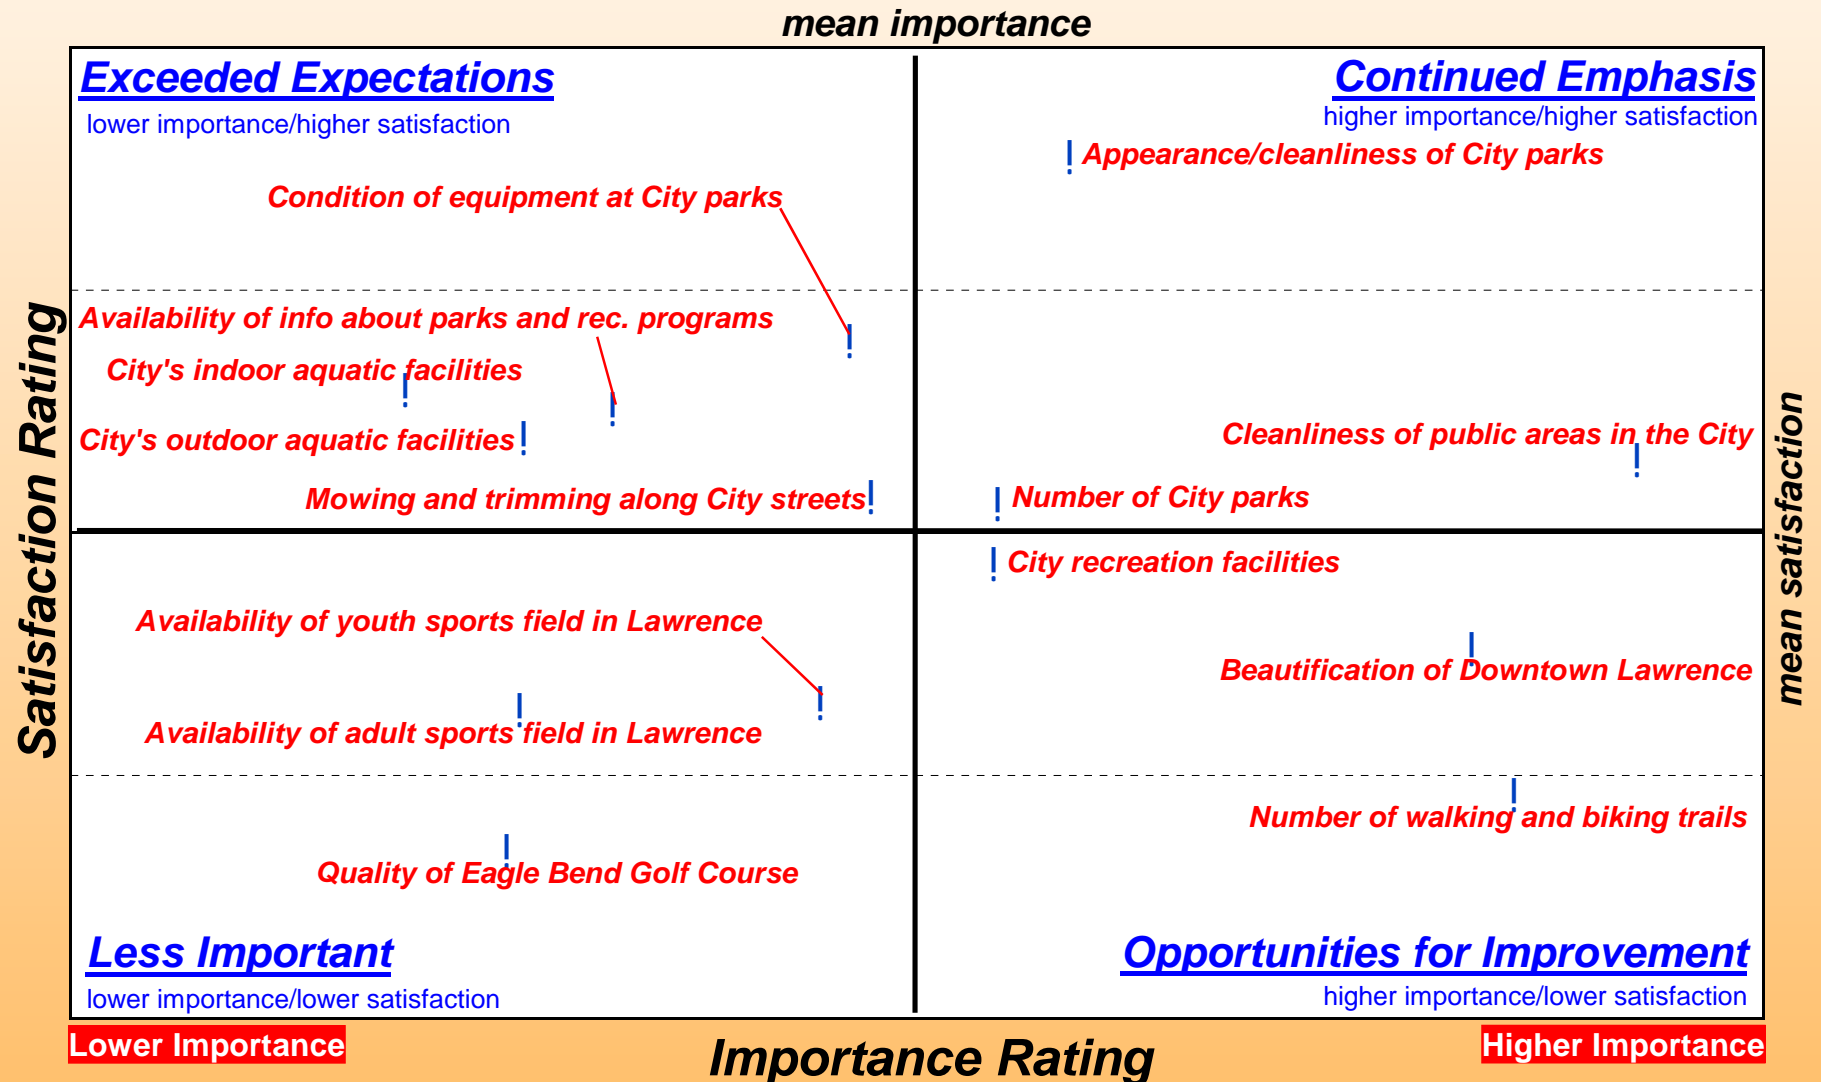 mean importance
Exceeded Expectations
lower importance/higher satisfaction
Continued Emphasis
higher importance/higher satisfaction
Appearance/cleanliness of City parks
Condition of equipment at City parks
Availability of info about parks and rec. programs
City's indoor aquatic facilities
City's outdoor aquatic facilities
Cleanliness of public areas in the City
Mowing and trimming along City streets
Number of City parks
Satisfaction Rating
mean satisfaction
City recreation facilities
Availability of youth sports field in Lawrence
Beautification of Downtown Lawrence
Availability of adult sports field in Lawrence
Number of walking and biking trails
Quality of Eagle Bend Golf Course
Less Important
lower importance/lower satisfaction
Opportunities for Improvement
higher importance/lower satisfaction
Lower Importance
Importance Rating
Higher Importance